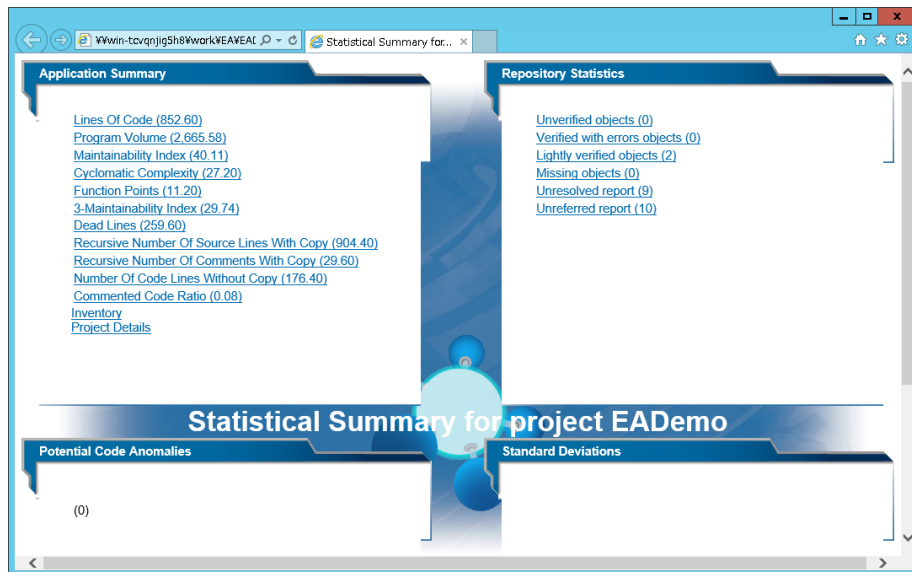 ¥¥win-tcvqnjig5h8¥work¥EA¥EAI
Statistical Summary for...
Application Summary
Lines Of Code (852.60)
Program Volume (2,665.58)
Maintainability Index (40.11)
Cyclomatic Complexity (27.20)
Function Points (11.20)
3-Maintainability Index (29.74)
Dead Lines (259.60)
Recursive Number Of Source Lines With Copy (904.40)
Recursive Number Of Comments With Copy (29.60)
Number Of Code Lines Without Copy (176.40)
Commented Code Ratio (0.08)
Inventory
Project Details
Repository Statistics
Unverified objects (0)
Verified with errors objects (0)
Lightly verified objects (2)
Missing objects (0)
Unresolved report (9)
Unreferred report (10)
Statistical Summary for project EADemo
Potential Code Anomalies
(0)
Standard Deviations